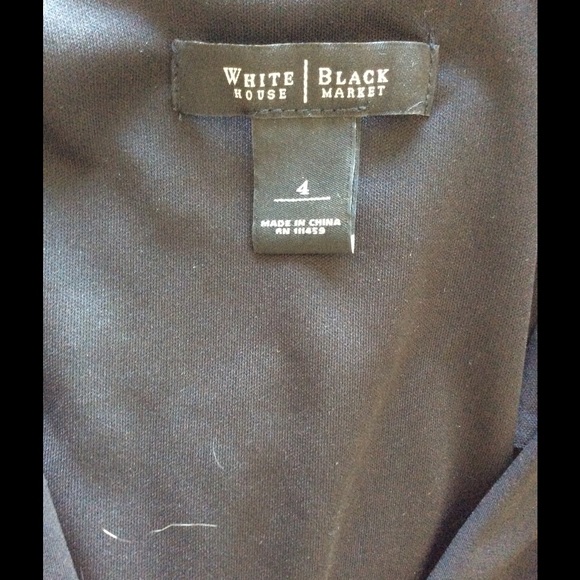 WHITE | BLACK
HOUSE | MARKET
4
MADE IN CHINA
RN 111459